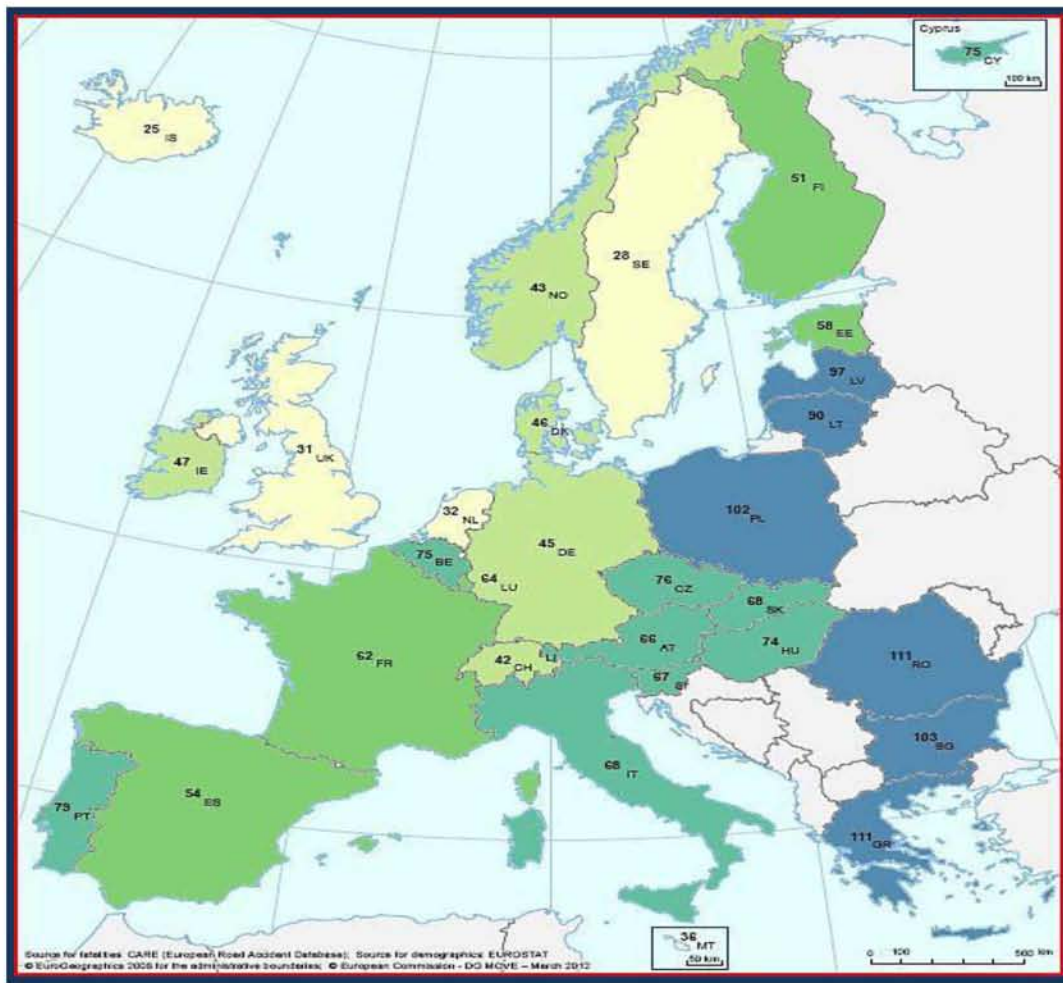 Cyprus
75 CY
100 km
25 IS
51 FI
28 SE
43 NO
58 EE
97 LV
90 LT
46 DK
47 IE
31 UK
32 NL
102 PL
45 DE
75 BE
64 LU
76 CZ
68 SK
66 AT
74 HU
62 FR
42 CH
LI
67 SI
111 RO
103 BG
68 IT
54 ES
79 PT
111 GR
36 MT
50 km
Source for fatalities: CARE (European Road Accident Database); Source for demographics: EUROSTAT
© EuroGeographics 2006 for the administrative boundaries; © European Commission - DG MOVE – March 2012
0 100 500 km